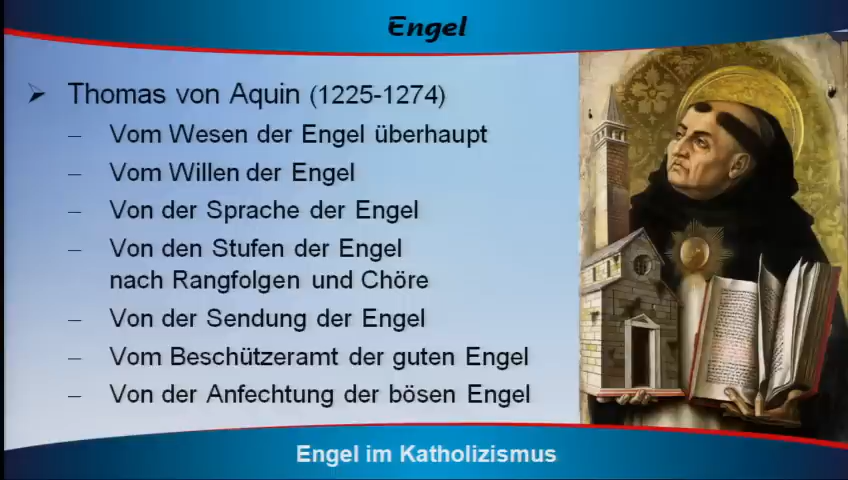 Engel
Thomas von Aquin (1225-1274)
– Vom Wesen der Engel überhaupt
– Vom Willen der Engel
– Von der Sprache der Engel
– Von den Stufen der Engel
nach Rangfolgen und Chöre
– Von der Sendung der Engel
– Vom Beschützeramt der guten Engel
– Von der Anfechtung der bösen Engel
Engel im Katholizismus